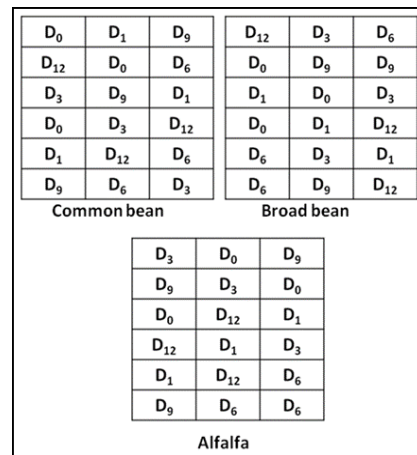 D₀ D₁ D₉
D₁₂ D₀ D₆
D₃ D₉ D₁
D₀ D₃ D₁₂
D₁ D₁₂ D₆
D₉ D₆ D₃
Common bean
D₁₂ D₃ D₆
D₀ D₉ D₉
D₁ D₀ D₃
D₀ D₁ D₁₂
D₆ D₃ D₁
D₆ D₉ D₁₂
Broad bean
D₃ D₀ D₉
D₉ D₃ D₀
D₀ D₁₂ D₁
D₁₂ D₁ D₃
D₁ D₁₂ D₆
D₉ D₆ D₆
Alfalfa